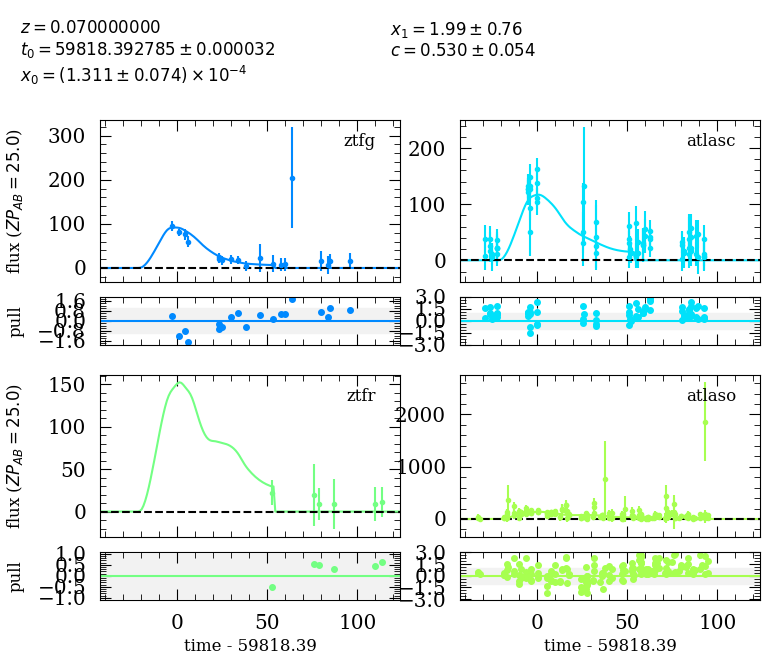 z = 0.070000000
t₀ = 59818.392785 ± 0.000032
x₀ = (1.311 ± 0.074) × 10⁻⁴
x₁ = 1.99 ± 0.76
c = 0.530 ± 0.054
ztfg
flux (ZP_AB = 25.0)
300
200
100
0
atlasc
200
100
0
pull
1.6
0.8
0.0
−0.8
−1.6
3.0
1.5
0.0
−1.5
−3.0
ztfr
flux (ZP_AB = 25.0)
150
100
50
0
atlaso
2000
1000
0
pull
1.0
0.5
0.0
−0.5
−1.0
3.0
1.5
0.0
−1.5
−3.0
0 50 100
time - 59818.39
0 50 100
time - 59818.39